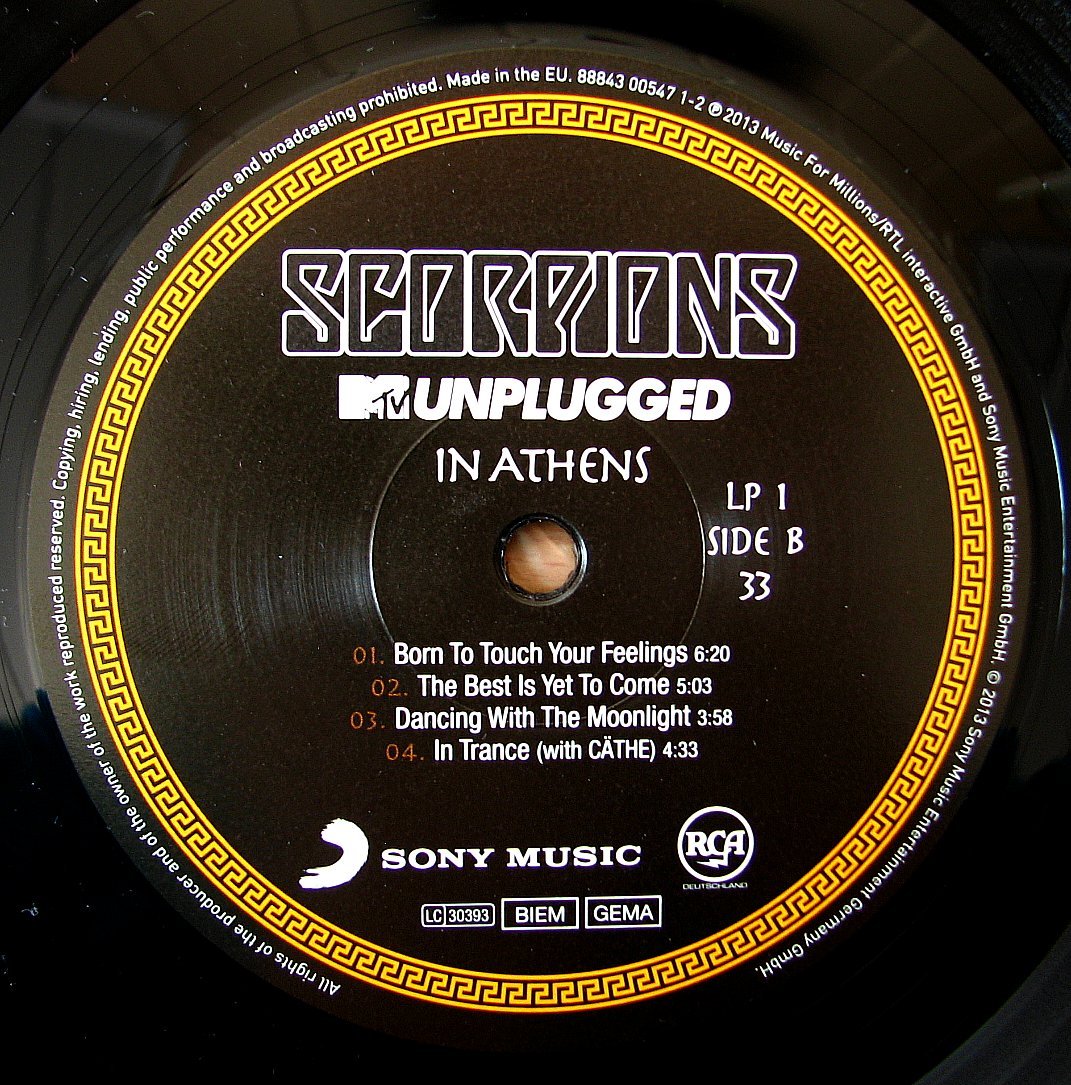 All rights of the producer and of the owner of the work reproduced reserved. Copying, hiring, lending, public performance and broadcasting prohibited. Made in the EU. 88843 00547 1-2 ℗ 2013 Music For Millions/RTL interactive GmbH and Sony Music Entertainment GmbH. © 2013 Sony Music Entertainment Germany GmbH.
SCORPIONS
MTV UNPLUGGED
IN ATHENS
LP 1
SIDE B
33
01. Born To Touch Your Feelings 6:20
02. The Best Is Yet To Come 5:03
03. Dancing With The Moonlight 3:58
04. In Trance (with CÄTHE) 4:33
SONY MUSIC
RCA
DEUTSCHLAND
LC 30393 BIEM GEMA